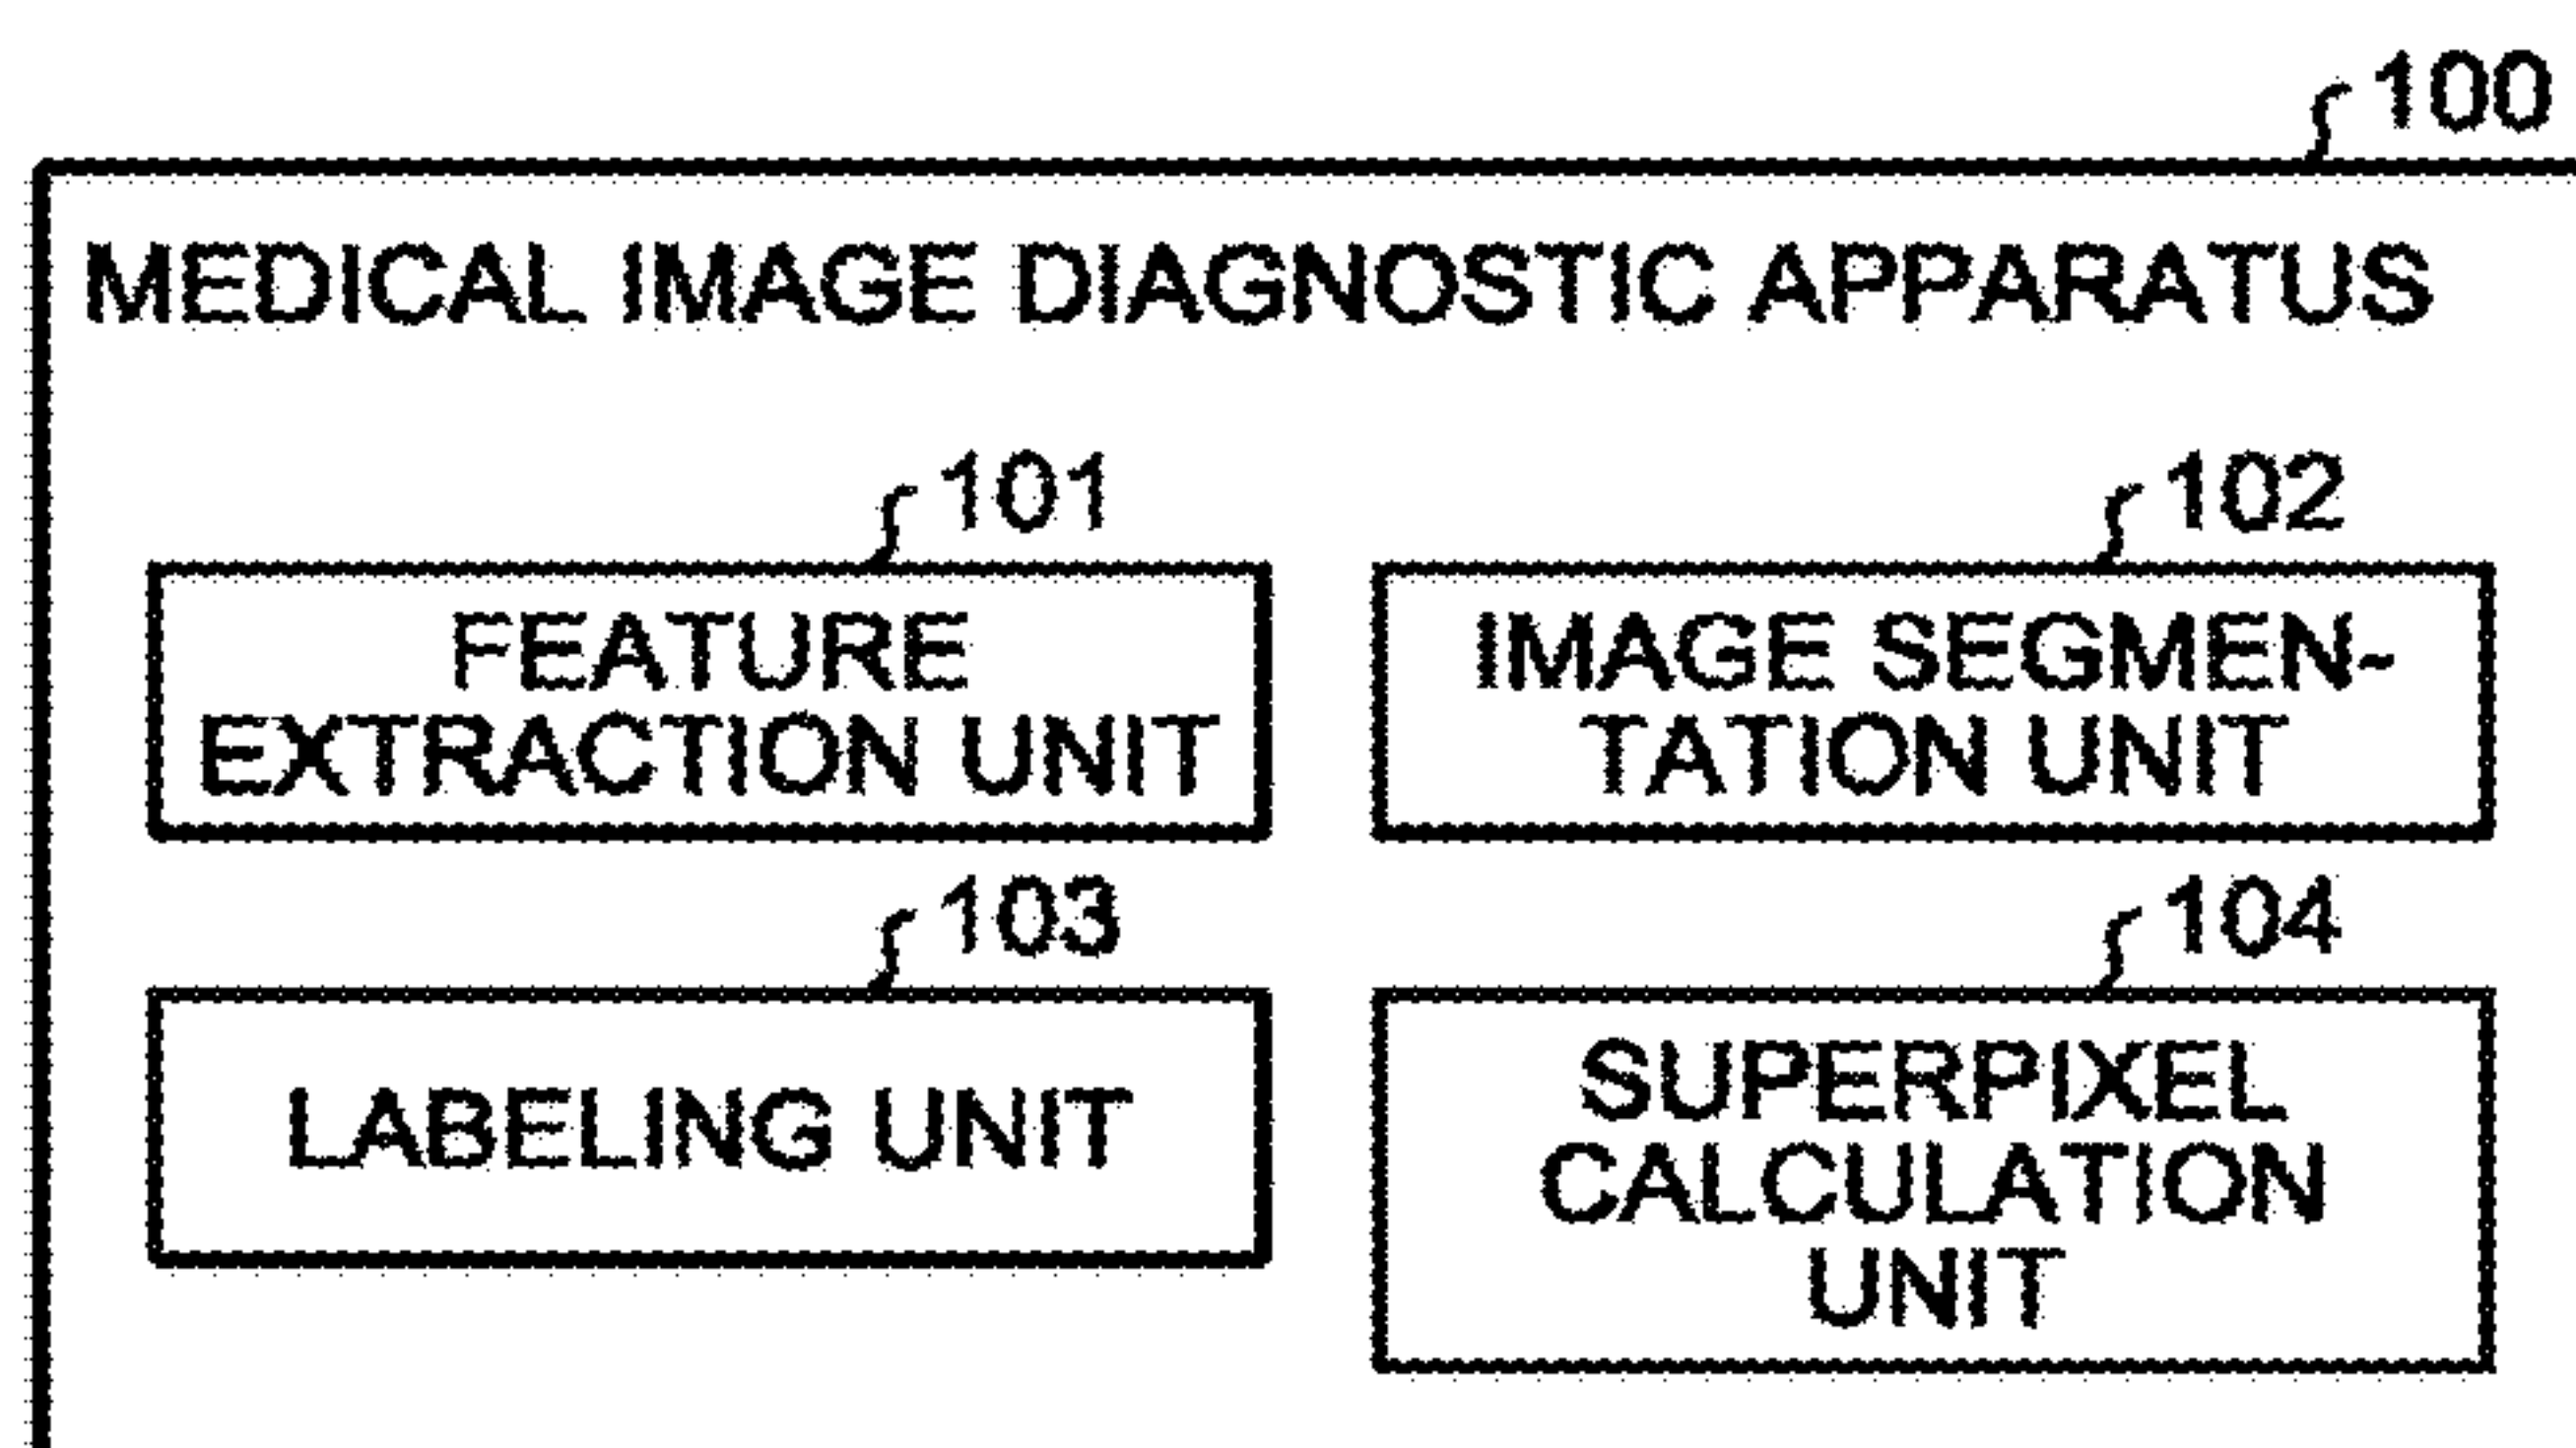 100
MEDICAL IMAGE DIAGNOSTIC APPARATUS
101
102
FEATURE
EXTRACTION UNIT
IMAGE SEGMEN-
TATION UNIT
103
104
LABELING UNIT
SUPERPIXEL
CALCULATION
UNIT